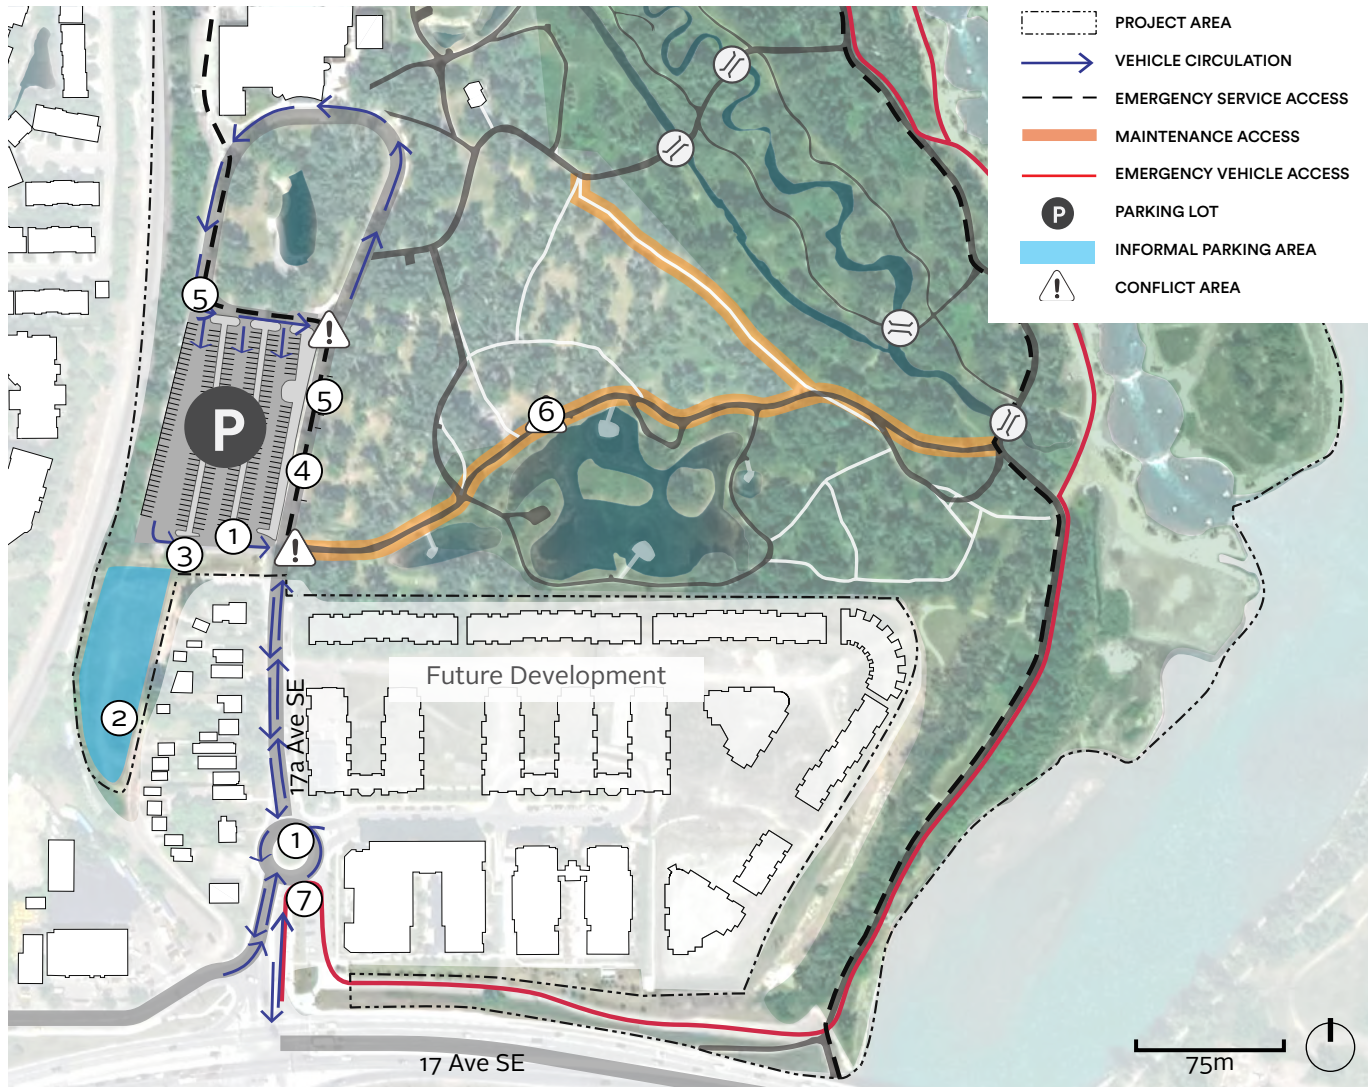 PROJECT AREA
VEHICLE CIRCULATION
EMERGENCY SERVICE ACCESS
MAINTENANCE ACCESS
EMERGENCY VEHICLE ACCESS
P
PARKING LOT
INFORMAL PARKING AREA
!
CONFLICT AREA
5
!
5
P
6
4
1
3
!
2
Future Development
17a Ave SE
1
7
17 Ave SE
75m